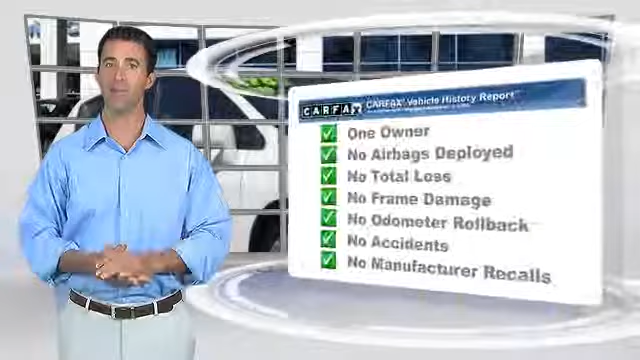 CARFAX CARFAX Vehicle History Report
One Owner
No Airbags Deployed
No Total Loss
No Frame Damage
No Odometer Rollback
No Accidents
No Manufacturer Recalls